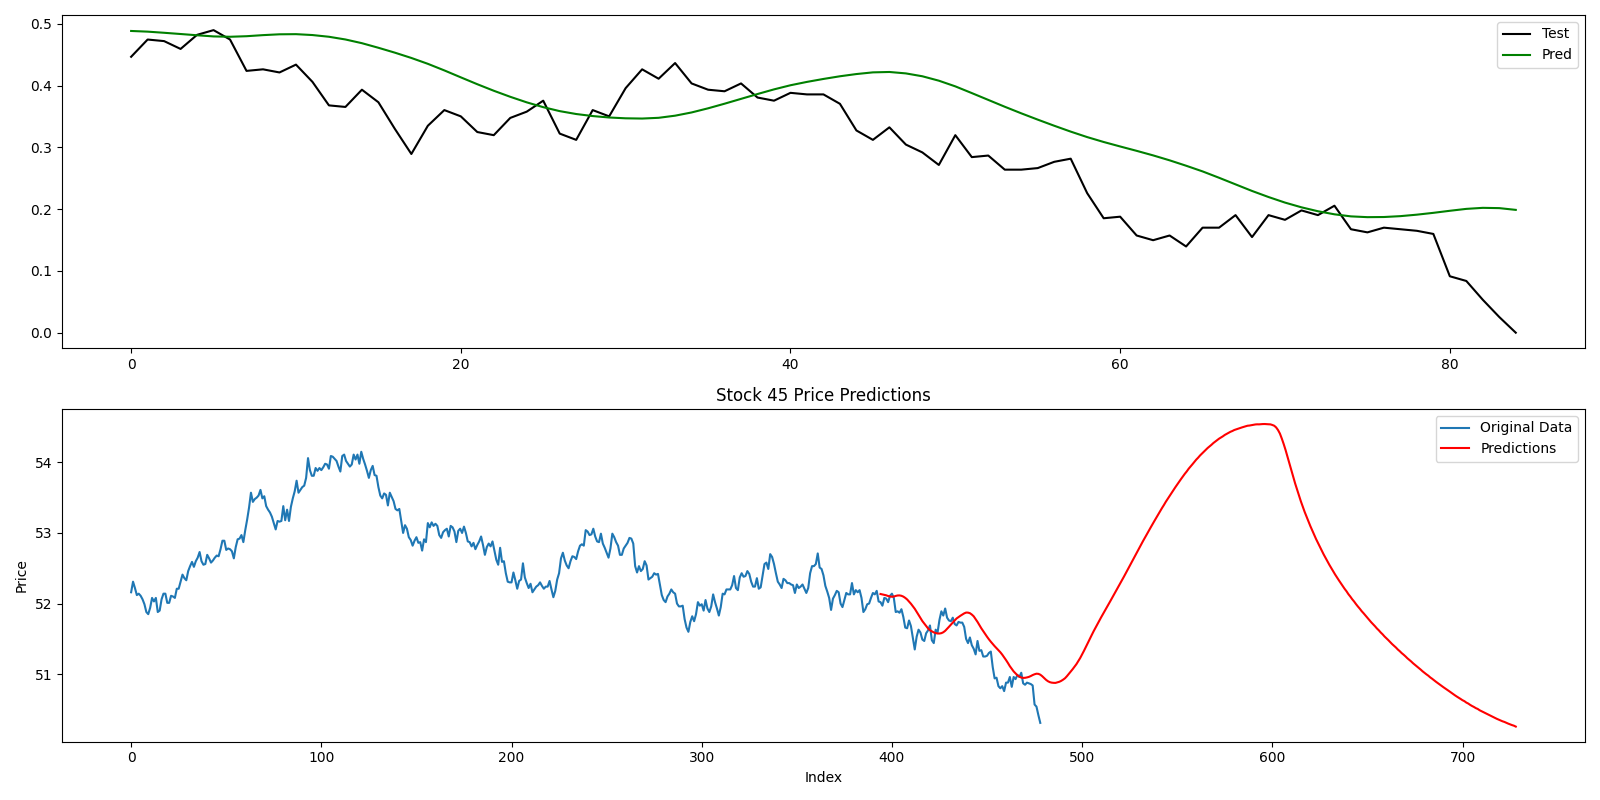 0.5
0.4
0.3
0.2
0.1
0.0
Test
Pred
0 20 40 60 80
Stock 45 Price Predictions
Price
54
53
52
51
Original Data
Predictions
0 100 200 300 400 500 600 700
Index